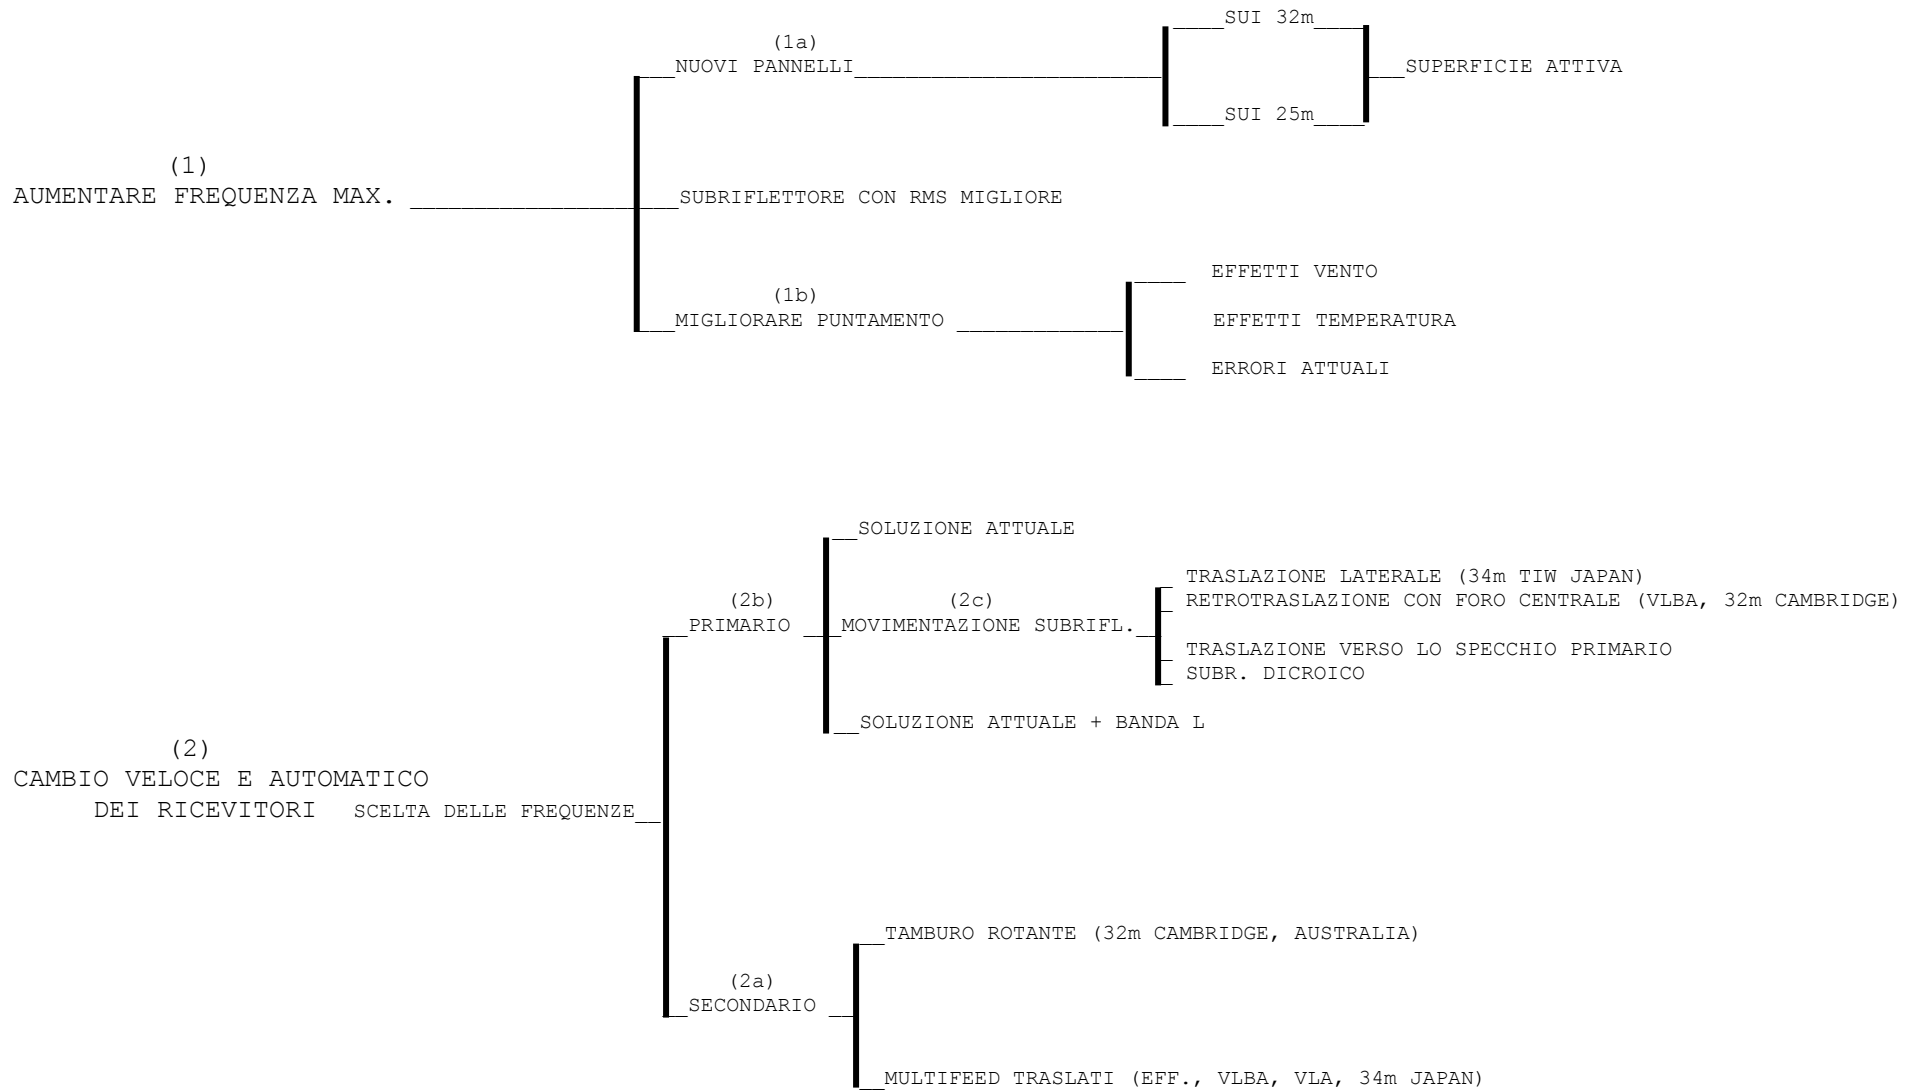 SUI 32m
(1a)
NUOVI PANNELLI
SUPERFICIE ATTIVA
SUI 25m
(1)
AUMENTARE FREQUENZA MAX.
SUBRIFLETTORE CON RMS MIGLIORE
EFFETTI VENTO
(1b)
MIGLIORARE PUNTAMENTO
EFFETTI TEMPERATURA
ERRORI ATTUALI
SOLUZIONE ATTUALE
TRASLAZIONE LATERALE (34m TIW JAPAN)
(2b)
(2c)
RETROTRASLAZIONE CON FORO CENTRALE (VLBA, 32m CAMBRIDGE)
PRIMARIO
MOVIMENTAZIONE SUBRIFL.
TRASLAZIONE VERSO LO SPECCHIO PRIMARIO
SUBR. DICROICO
SOLUZIONE ATTUALE + BANDA L
(2)
CAMBIO VELOCE E AUTOMATICO
DEI RICEVITORI SCELTA DELLE FREQUENZE
TAMBURO ROTANTE (32m CAMBRIDGE, AUSTRALIA)
(2a)
SECONDARIO
MULTIFEED TRASLATI (EFF., VLBA, VLA, 34m JAPAN)